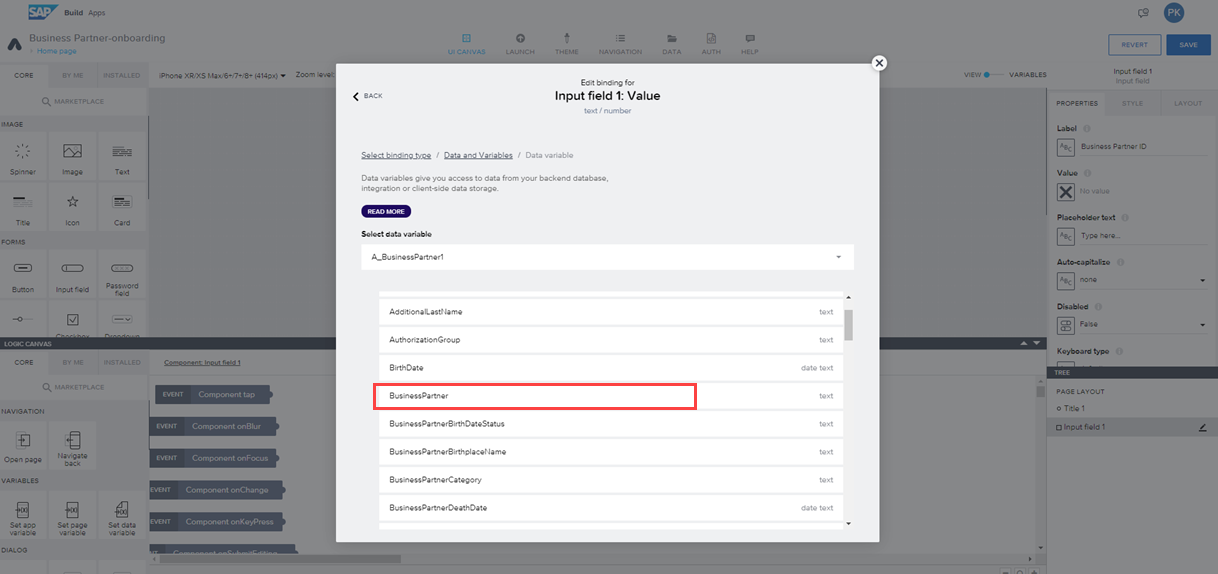 SAP Build Apps
PK
Business Partner-onboarding
Home page
UI CANVAS
LAUNCH
THEME
NAVIGATION
DATA
AUTH
HELP
REVERT
SAVE
CORE
BY ME
INSTALLED
iPhone XR/XS Max/6+/7+/8+ (414px)
Zoom level:
VIEW
VARIABLES
Input field 1
Input field
MARKETPLACE
IMAGE
Spinner
Image
Text
Title
Icon
Card
FORMS
Button
Input field
Password
field
Checkbox
Dropdown
Edit binding for
Input field 1: Value
text / number
BACK
Select binding type / Data and Variables / Data variable
Data variables give you access to data from your backend database,
integration or client-side data storage.
READ MORE
Select data variable
A_BusinessPartner1
AdditionalLastName text
AuthorizationGroup text
BirthDate date text
BusinessPartner text
BusinessPartnerBirthDateStatus text
BusinessPartnerBirthplaceName text
BusinessPartnerCategory text
BusinessPartnerDeathDate date text
PROPERTIES
STYLE
LAYOUT
Label
ABC Business Partner ID
Value
No value
Placeholder text
ABC Type here...
Auto-capitalize
ABC none
Disabled
False
Keyboard type
TREE
PAGE LAYOUT
Title 1
Input field 1
LOGIC CANVAS
CORE
BY ME
INSTALLED
Component: Input field 1
MARKETPLACE
NAVIGATION
Open page
Navigate
back
VARIABLES
Set app
variable
Set page
variable
Set data
variable
DIALOG
EVENT Component tap
EVENT Component onBlur
EVENT Component onFocus
EVENT Component onChange
EVENT Component onKeyPress
Component onSubmitEditing